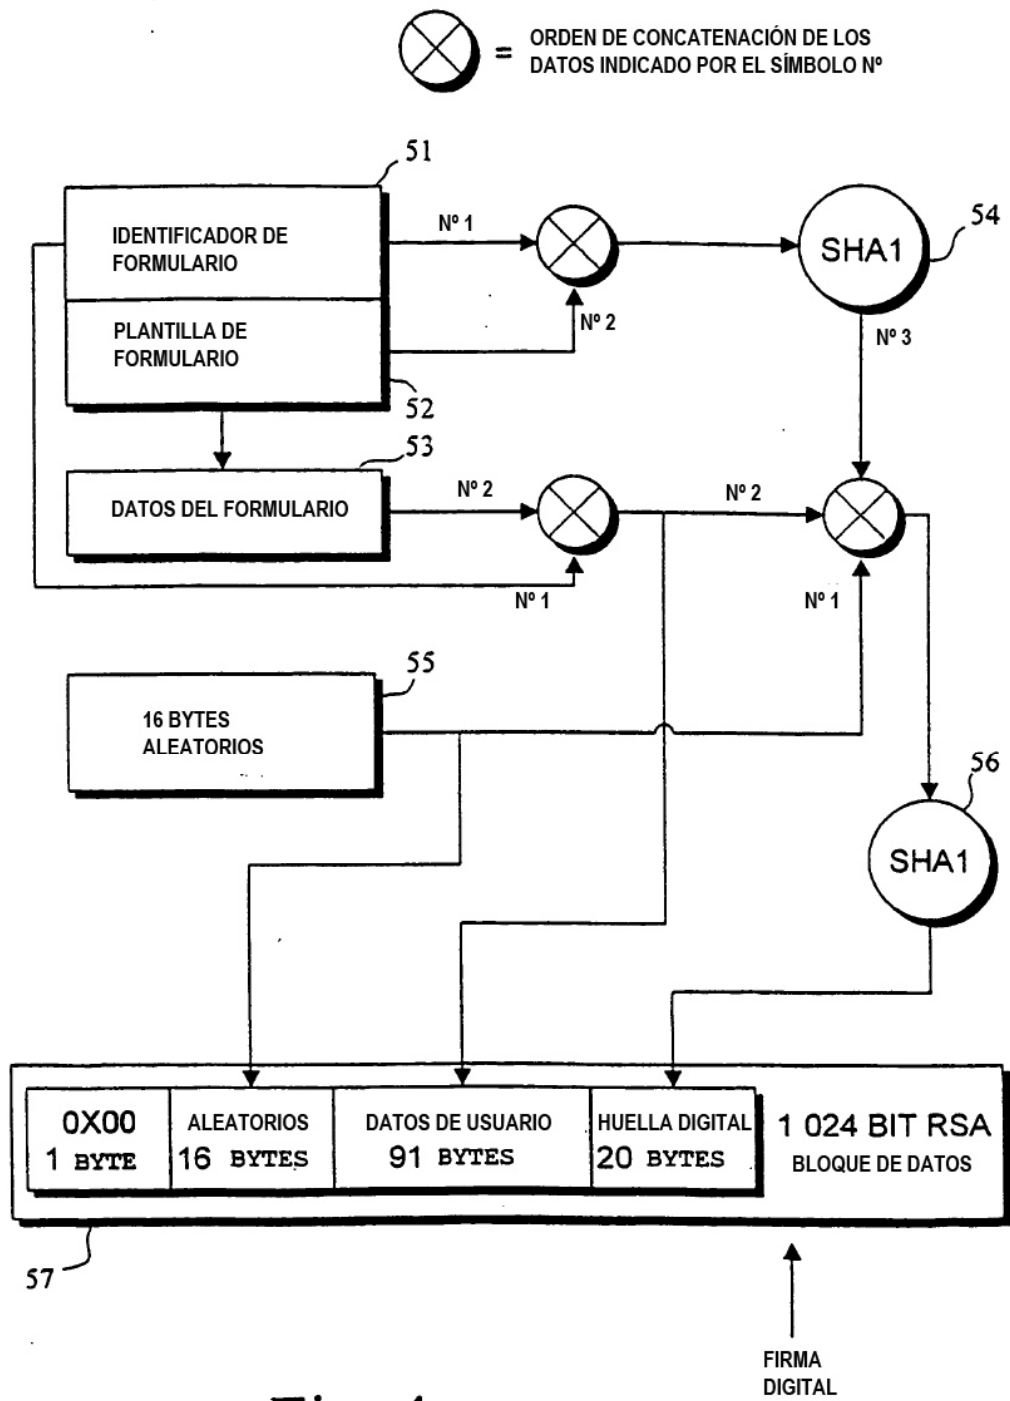 ORDEN DE CONCATENACIÓN DE LOS
= DATOS INDICADO POR EL SÍMBOLO Nº
51
IDENTIFICADOR DE
FORMULARIO
Nº 1
SHA1
54
PLANTILLA DE
FORMULARIO
Nº 2
Nº 3
52
53
DATOS DEL FORMULARIO
Nº 2
Nº 2
Nº 1
Nº 1
55
16 BYTES
ALEATORIOS
56
SHA1
0X00
1 BYTE
ALEATORIOS
16 BYTES
DATOS DE USUARIO
91 BYTES
HUELLA DIGITAL
20 BYTES
1 024 BIT RSA
BLOQUE DE DATOS
57
FIRMA
DIGITAL